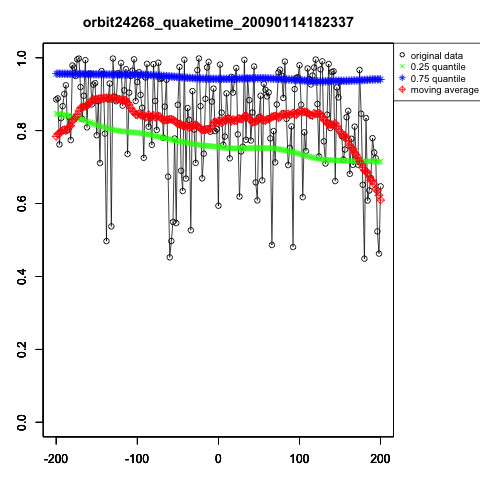 orbit24268_quaketime_20090114182337
original data
0.25 quantile
0.75 quantile
moving average
1.0
0.8
0.6
0.4
0.2
0.0
-200 -100 0 100 200